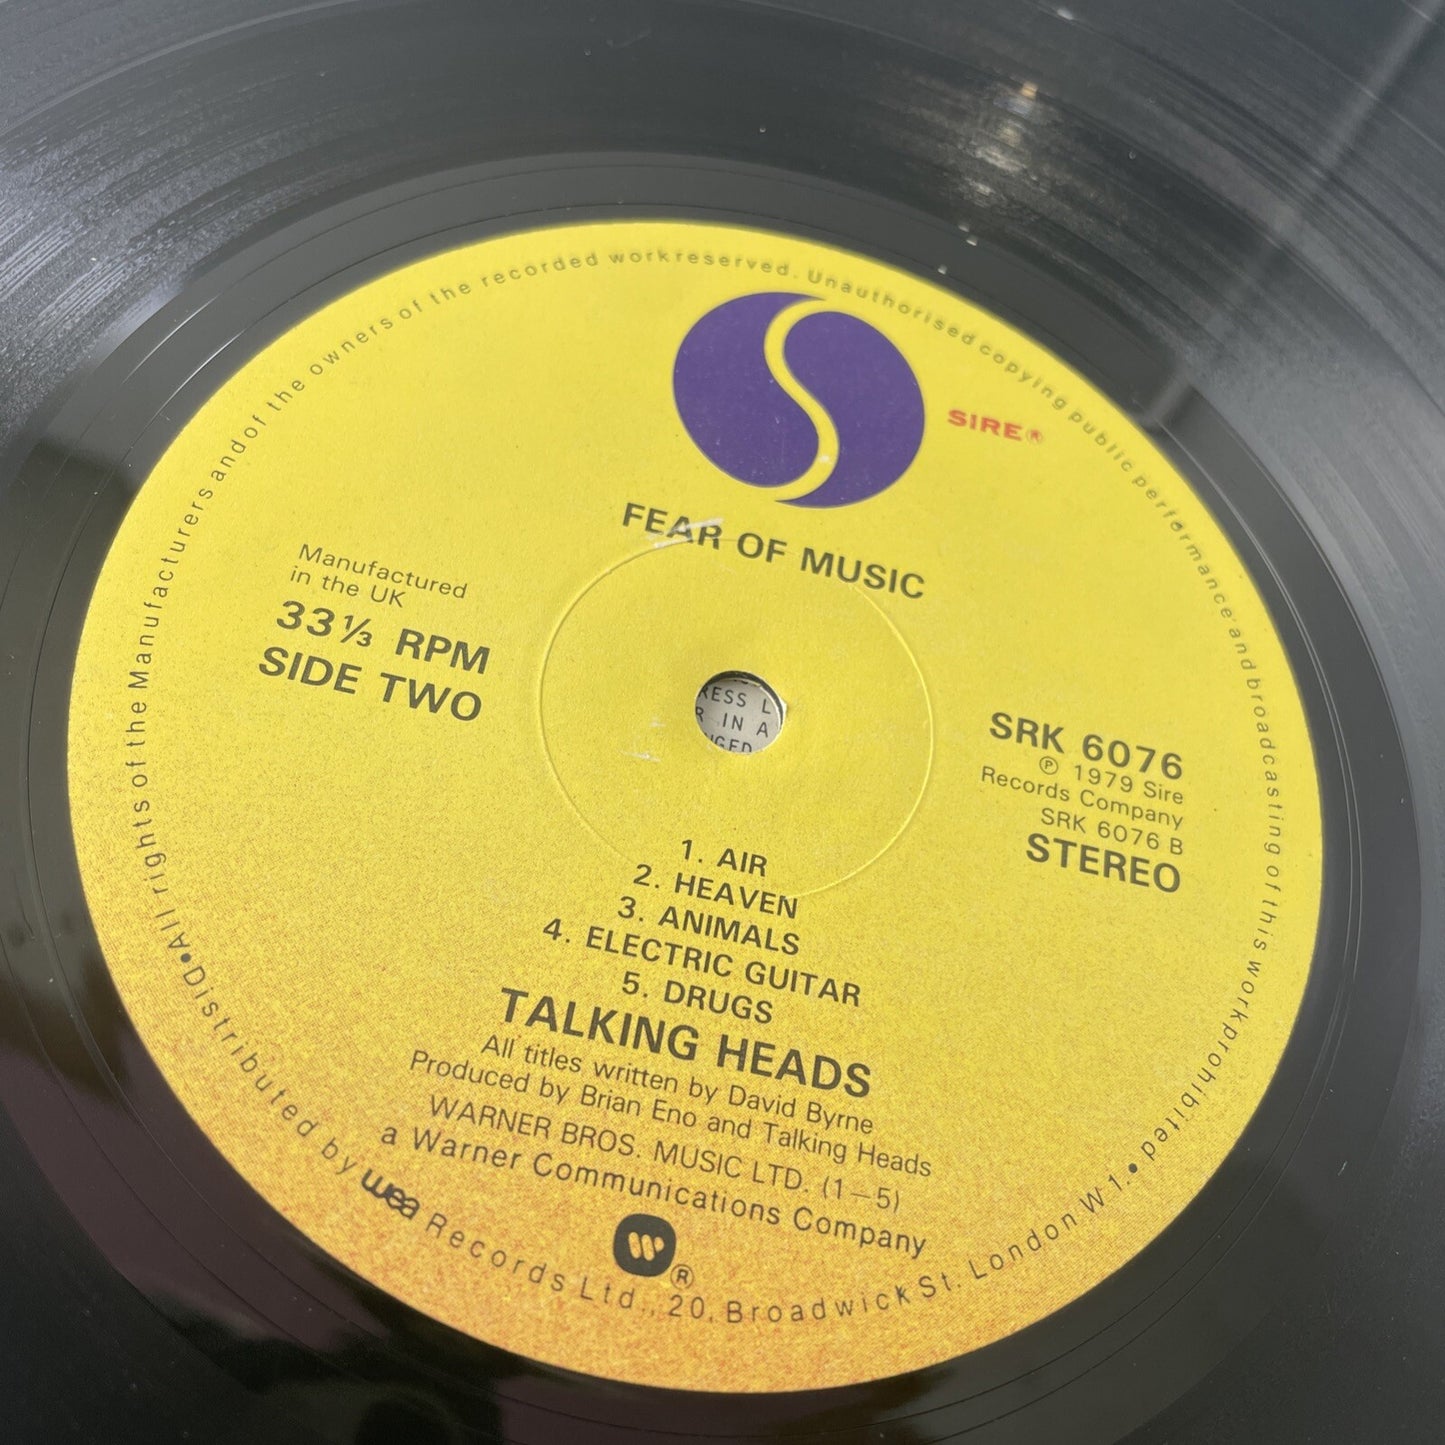 All rights of the Manufacturers and of the owners of the recorded work reserved. Unauthorised copying public performance and broadcasting of this work prohibited
SIRE®
FEAR OF MUSIC
Manufactured
in the UK
33⅓ RPM
SIDE TWO
RESS L
R IN A
SRK 6076
℗ 1979 Sire
Records Company
SRK 6076 B
STEREO
1. AIR
2. HEAVEN
3. ANIMALS
4. ELECTRIC GUITAR
5. DRUGS
TALKING HEADS
All titles written by David Byrne
Produced by Brian Eno and Talking Heads
WARNER BROS. MUSIC LTD. (1–5)
a Warner Communications Company
®
•Distributed by wea Records Ltd., 20, Broadwick St. London W1.•